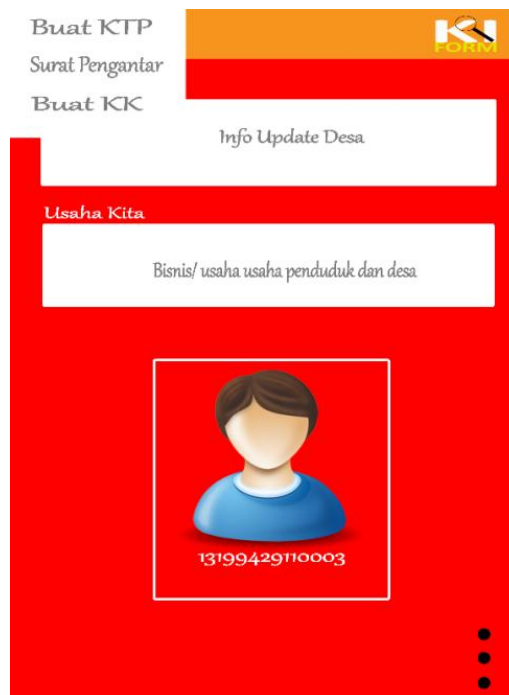 Buat KTP
Surat Pengantar
Buat KK
FORM
Info Update Desa
Usaha Kita
Bisnis/ usaha usaha penduduk dan desa
13199429110003